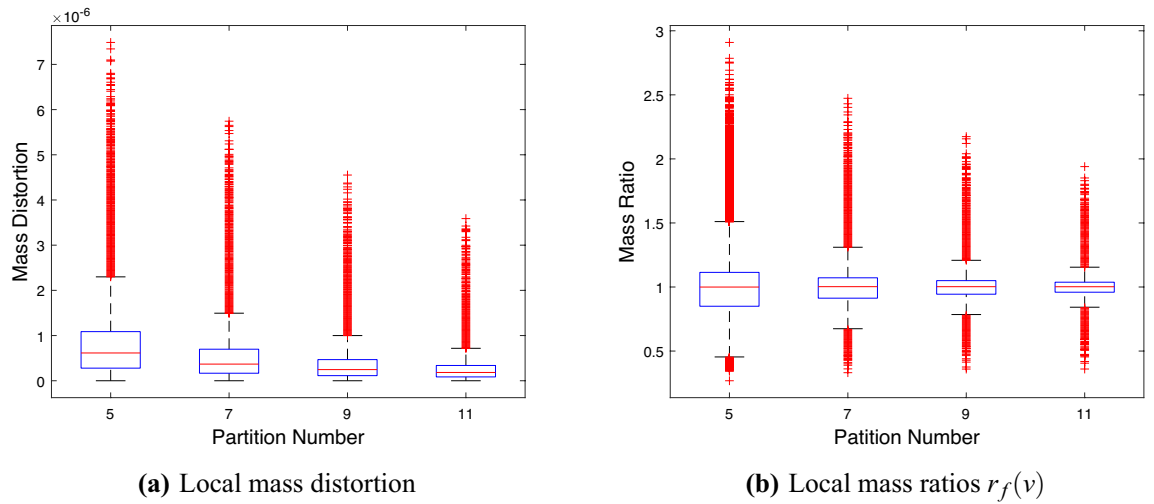 ×10⁻⁶
7
6
5
4
3
2
1
0
Mass Distortion
5 7 9 11
Partition Number
(a) Local mass distortion
3
2.5
2
1.5
1
0.5
Mass Ratio
5 7 9 11
Patition Number
(b) Local mass ratios r_f(v)